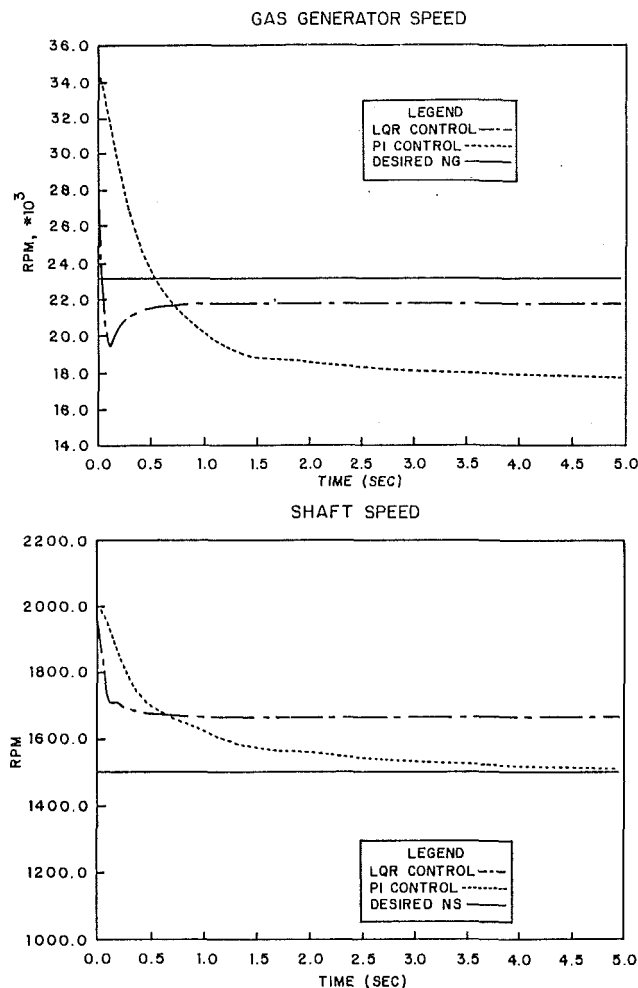 GAS GENERATOR SPEED
36.0
34.0
32.0
30.0
28.0
26.0
24.0
22.0
20.0
18.0
16.0
14.0
RPM, *10³
LEGEND
LQR CONTROL
PI CONTROL
DESIRED NG
0.0 0.5 1.0 1.5 2.0 2.5 3.0 3.5 4.0 4.5 5.0
TIME (SEC)
SHAFT SPEED
2200.0
2000.0
1800.0
1600.0
1400.0
1200.0
1000.0
RPM
LEGEND
LQR CONTROL
PI CONTROL
DESIRED NS
0.0 0.5 1.0 1.5 2.0 2.5 3.0 3.5 4.0 4.5 5.0
TIME (SEC)